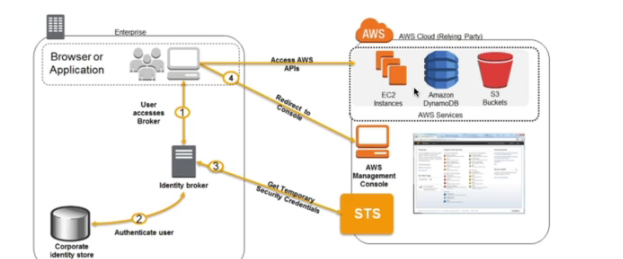 Enterprise
AWS
AWS Cloud (Relying Party)
Browser or
Application
Access AWS
APIs
4
EC2
Instances
Amazon
DynamoDB
S3
Buckets
AWS Services
User
accesses
Broker
1
Redirect to
Console
AWS
Management
Console
Identity broker
3
Get Temporary
Security Credentials
STS
2
Authenticate user
Corporate
identity store